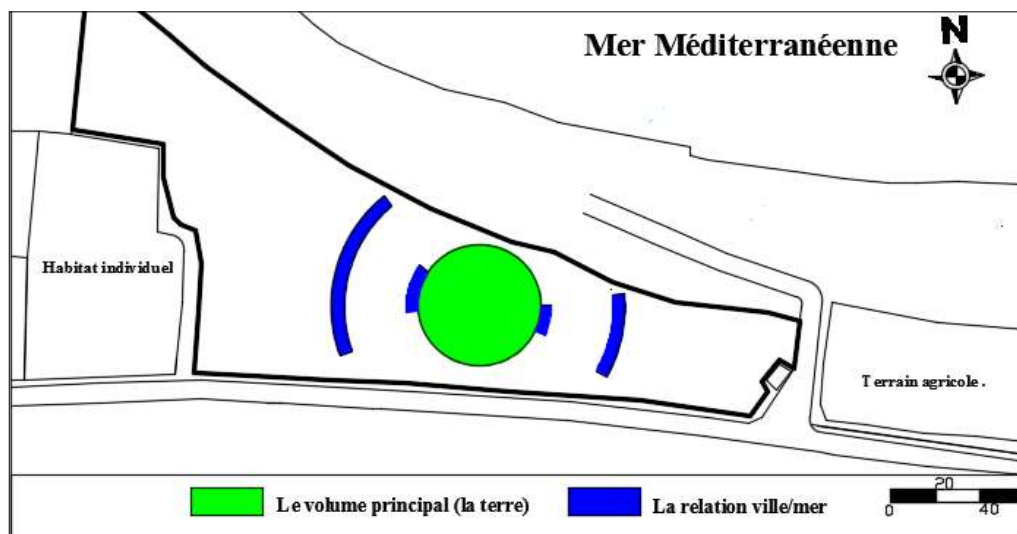 Mer Méditerranéenne
N
Habitat individuel
Terrain agricole .
Le volume principal (la terre)
La relation ville/mer
20
0
40